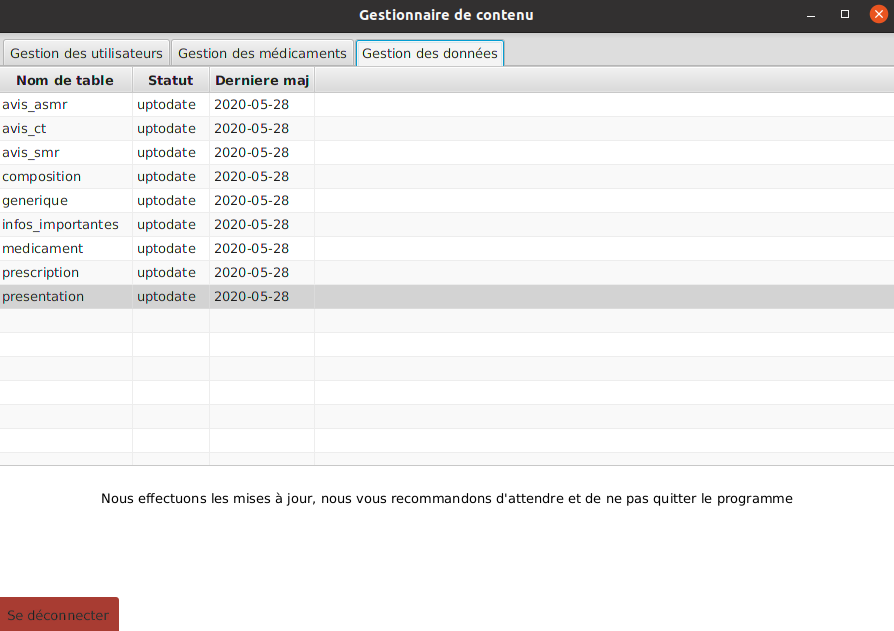 Gestionnaire de contenu
Gestion des utilisateurs Gestion des médicaments Gestion des données
Nom de table Statut Derniere maj
avis_asmr uptodate 2020-05-28
avis_ct uptodate 2020-05-28
avis_smr uptodate 2020-05-28
composition uptodate 2020-05-28
generique uptodate 2020-05-28
infos_importantes uptodate 2020-05-28
medicament uptodate 2020-05-28
prescription uptodate 2020-05-28
presentation uptodate 2020-05-28
Nous effectuons les mises à jour, nous vous recommandons d'attendre et de ne pas quitter le programme
Se déconnecter